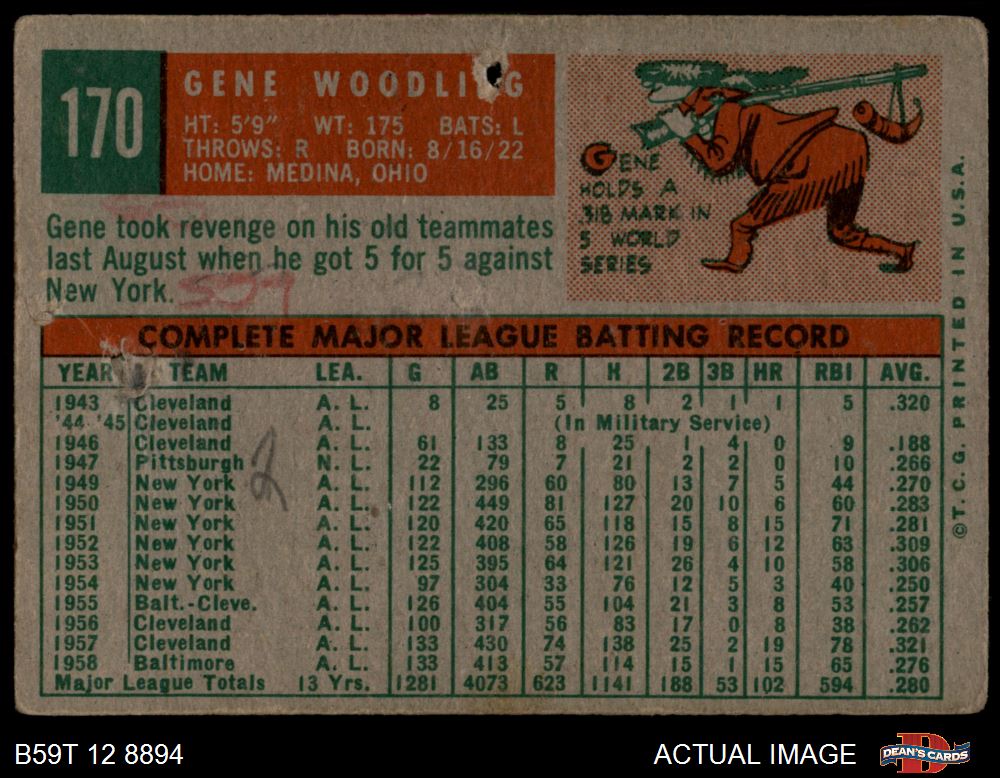 170
GENE WOODLING
HT: 5'9" WT: 175 BATS: L
THROWS: R BORN: 8/16/22
HOME: MEDINA, OHIO
GENE
HOLDS A
318 MARK IN
5 WORLD
SERIES
Gene took revenge on his old teammates
last August when he got 5 for 5 against
New York.
COMPLETE MAJOR LEAGUE BATTING RECORD
YEAR TEAM LEA. G AB R H 2B 3B HR RBI AVG.
1943 Cleveland A. L. 8 25 5 8 2 1 1 5 .320
'44 '45 Cleveland A. L. (In Military Service)
1946 Cleveland A. L. 61 133 8 25 1 4 0 9 .188
1947 Pittsburgh N. L. 22 79 7 21 2 2 0 10 .266
1949 New York A. L. 112 296 60 80 13 7 5 44 .270
1950 New York A. L. 122 449 81 127 20 10 6 60 .283
1951 New York A. L. 120 420 65 118 15 8 15 71 .281
1952 New York A. L. 122 408 58 126 19 6 12 63 .309
1953 New York A. L. 125 395 64 121 26 4 10 58 .306
1954 New York A. L. 97 304 33 76 12 5 3 40 .250
1955 Balt.-Cleve. A. L. 126 404 55 104 21 3 8 53 .257
1956 Cleveland A. L. 100 317 56 83 17 0 8 38 .262
1957 Cleveland A. L. 133 430 74 138 25 2 19 78 .321
1958 Baltimore A. L. 133 413 57 114 15 1 15 65 .276
Major League Totals 13 Yrs. 1281 4073 623 1141 188 53 102 594 .280
©T.C.G. PRINTED IN U.S.A.
2
B59T 12 8894
ACTUAL IMAGE
DEAN'S CARDS